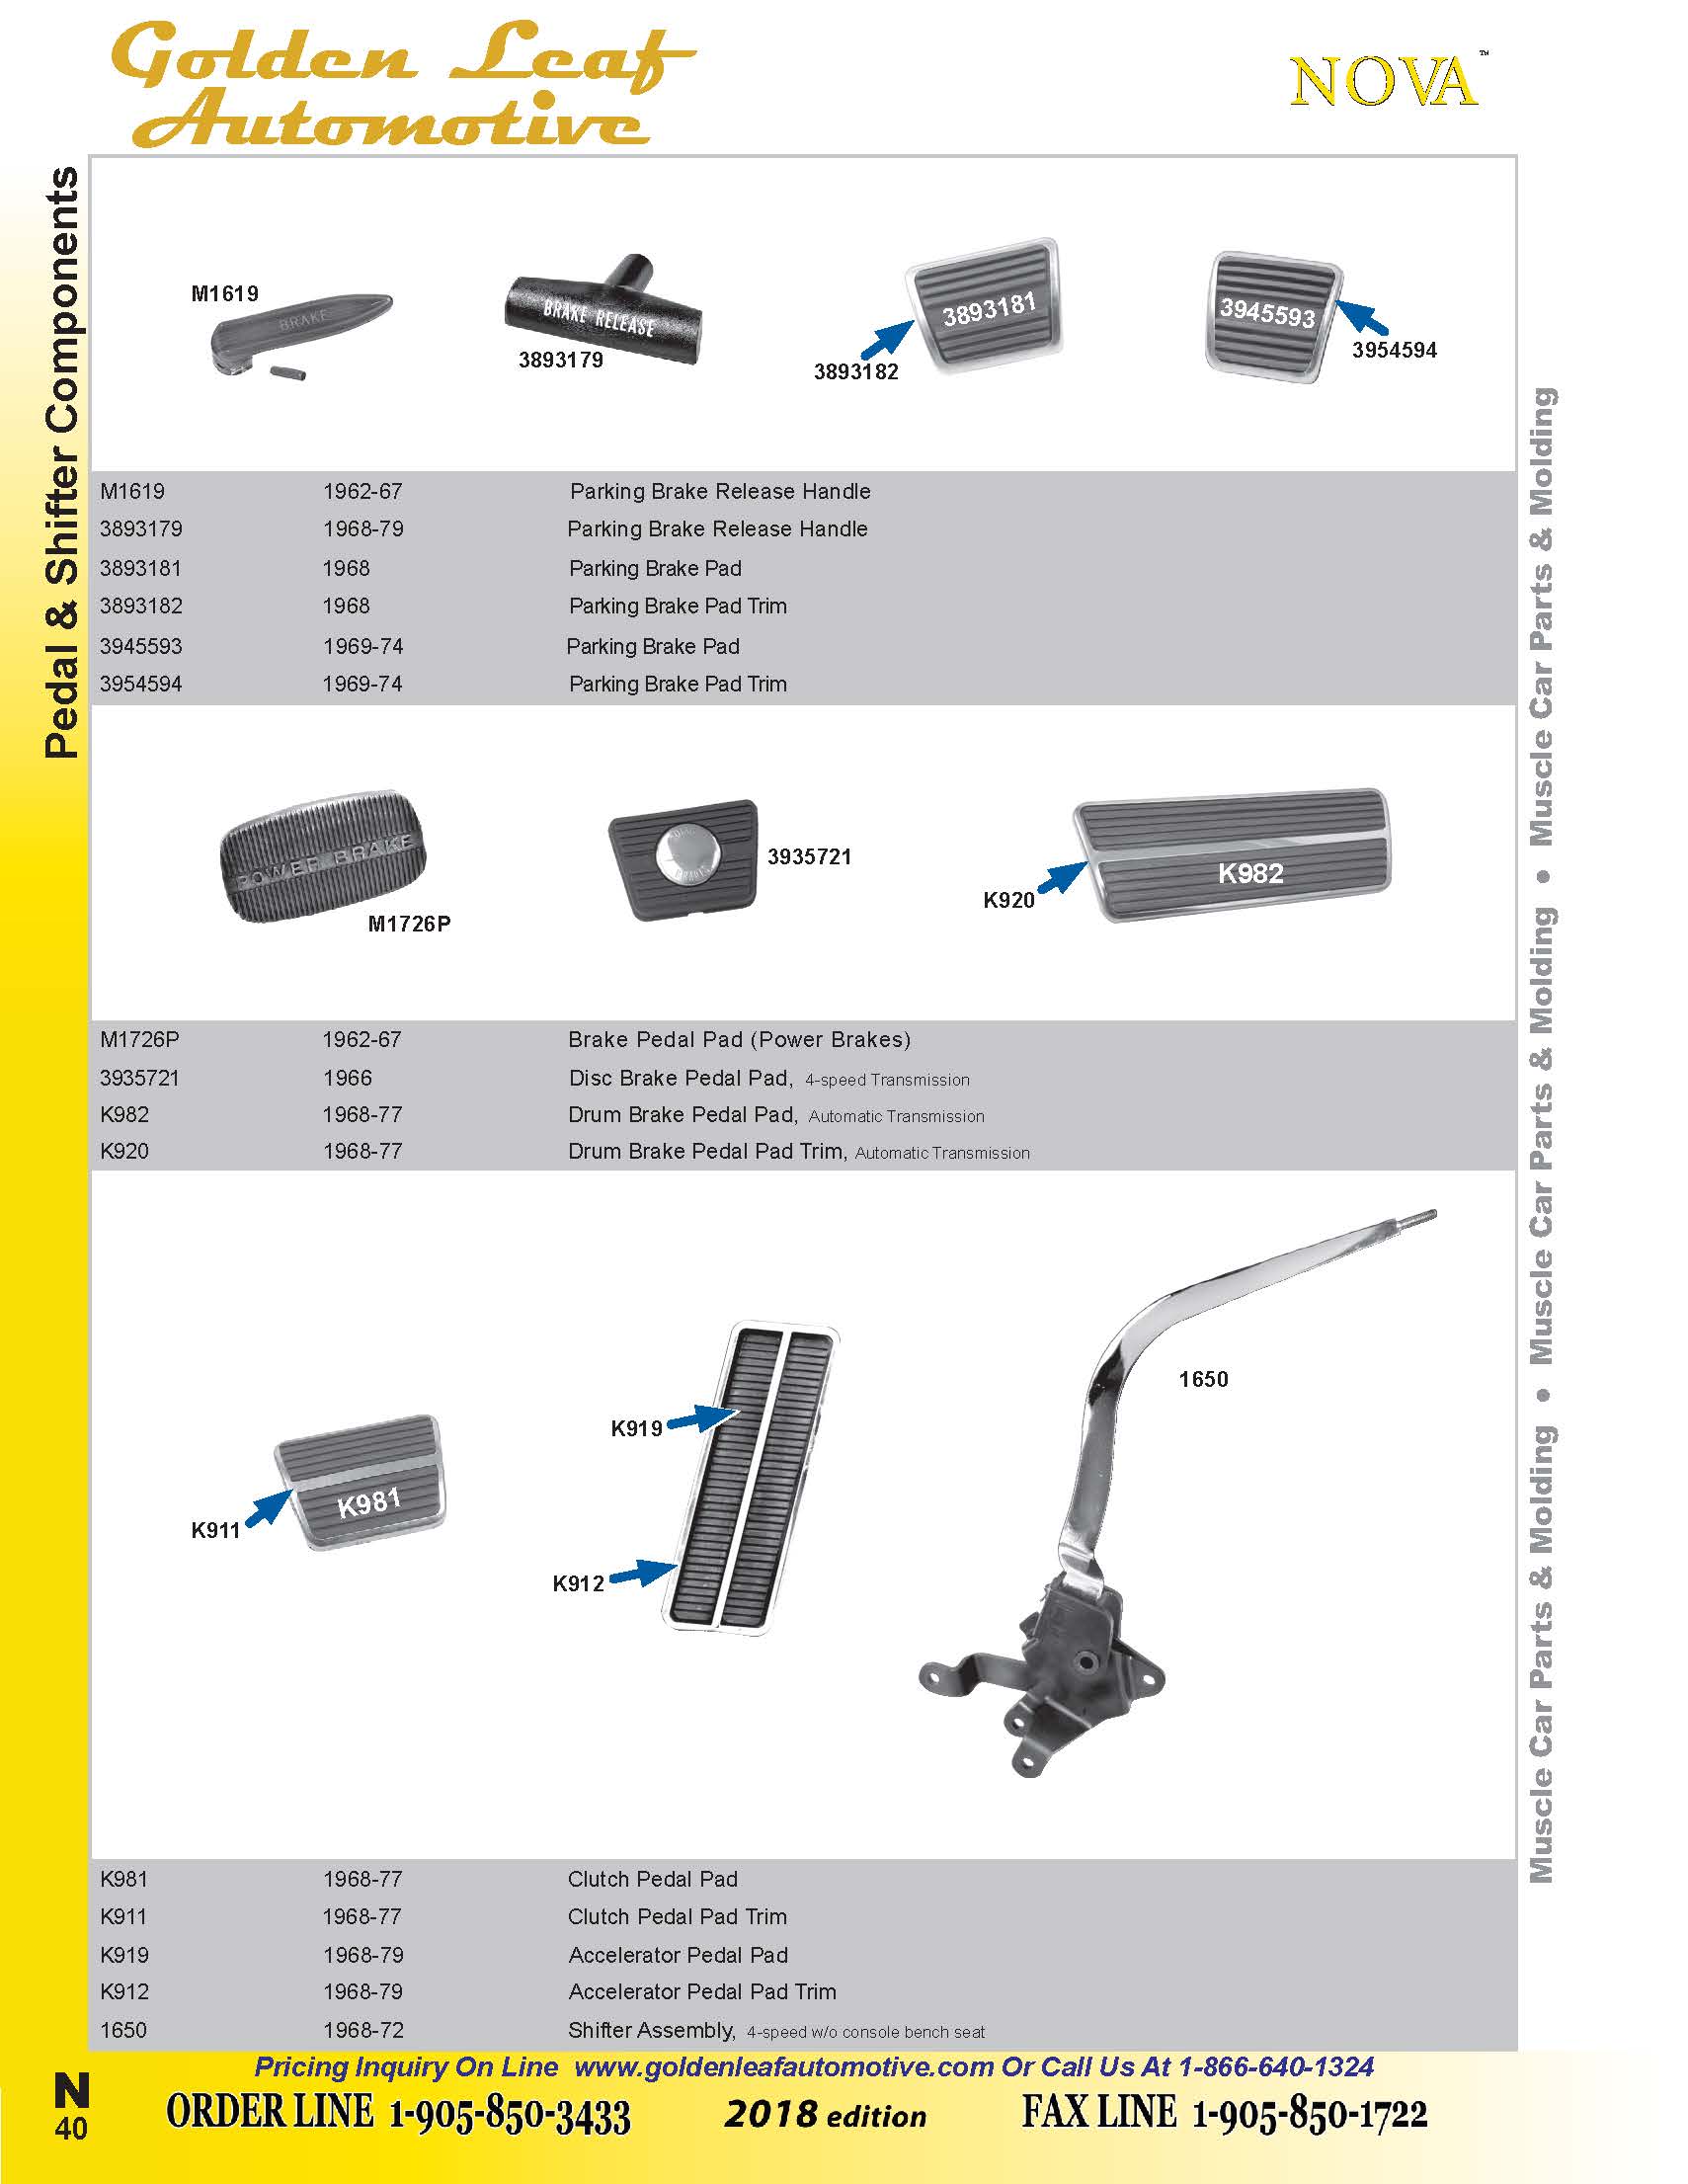 Golden Leaf
Automotive
NOVA™
Pedal & Shifter Components
M1619
BRAKE
BRAKE RELEASE
3893179
3893181
3893182
3945593
3954594
M1619 1962-67 Parking Brake Release Handle
3893179 1968-79 Parking Brake Release Handle
3893181 1968 Parking Brake Pad
3893182 1968 Parking Brake Pad Trim
3945593 1969-74 Parking Brake Pad
3954594 1969-74 Parking Brake Pad Trim
POWER BRAKE
M1726P
3935721
K982
K920
M1726P 1962-67 Brake Pedal Pad (Power Brakes)
3935721 1966 Disc Brake Pedal Pad, 4-speed Transmission
K982 1968-77 Drum Brake Pedal Pad, Automatic Transmission
K920 1968-77 Drum Brake Pedal Pad Trim, Automatic Transmission
1650
K919
K981
K911
K912
K981 1968-77 Clutch Pedal Pad
K911 1968-77 Clutch Pedal Pad Trim
K919 1968-79 Accelerator Pedal Pad
K912 1968-79 Accelerator Pedal Pad Trim
1650 1968-72 Shifter Assembly, 4-speed w/o console bench seat
Muscle Car Parts & Molding • Muscle Car Parts & Molding • Muscle Car Parts & Molding
Pricing Inquiry On Line www.goldenleafautomotive.com Or Call Us At 1-866-640-1324
N
40
ORDER LINE 1-905-850-3433 2018 edition FAX LINE 1-905-850-1722